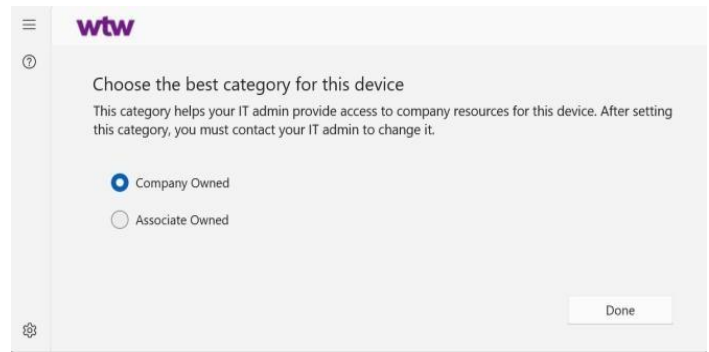 wtw
Choose the best category for this device
This category helps your IT admin provide access to company resources for this device. After setting
this category, you must contact your IT admin to change it.
Company Owned
Associate Owned
Done